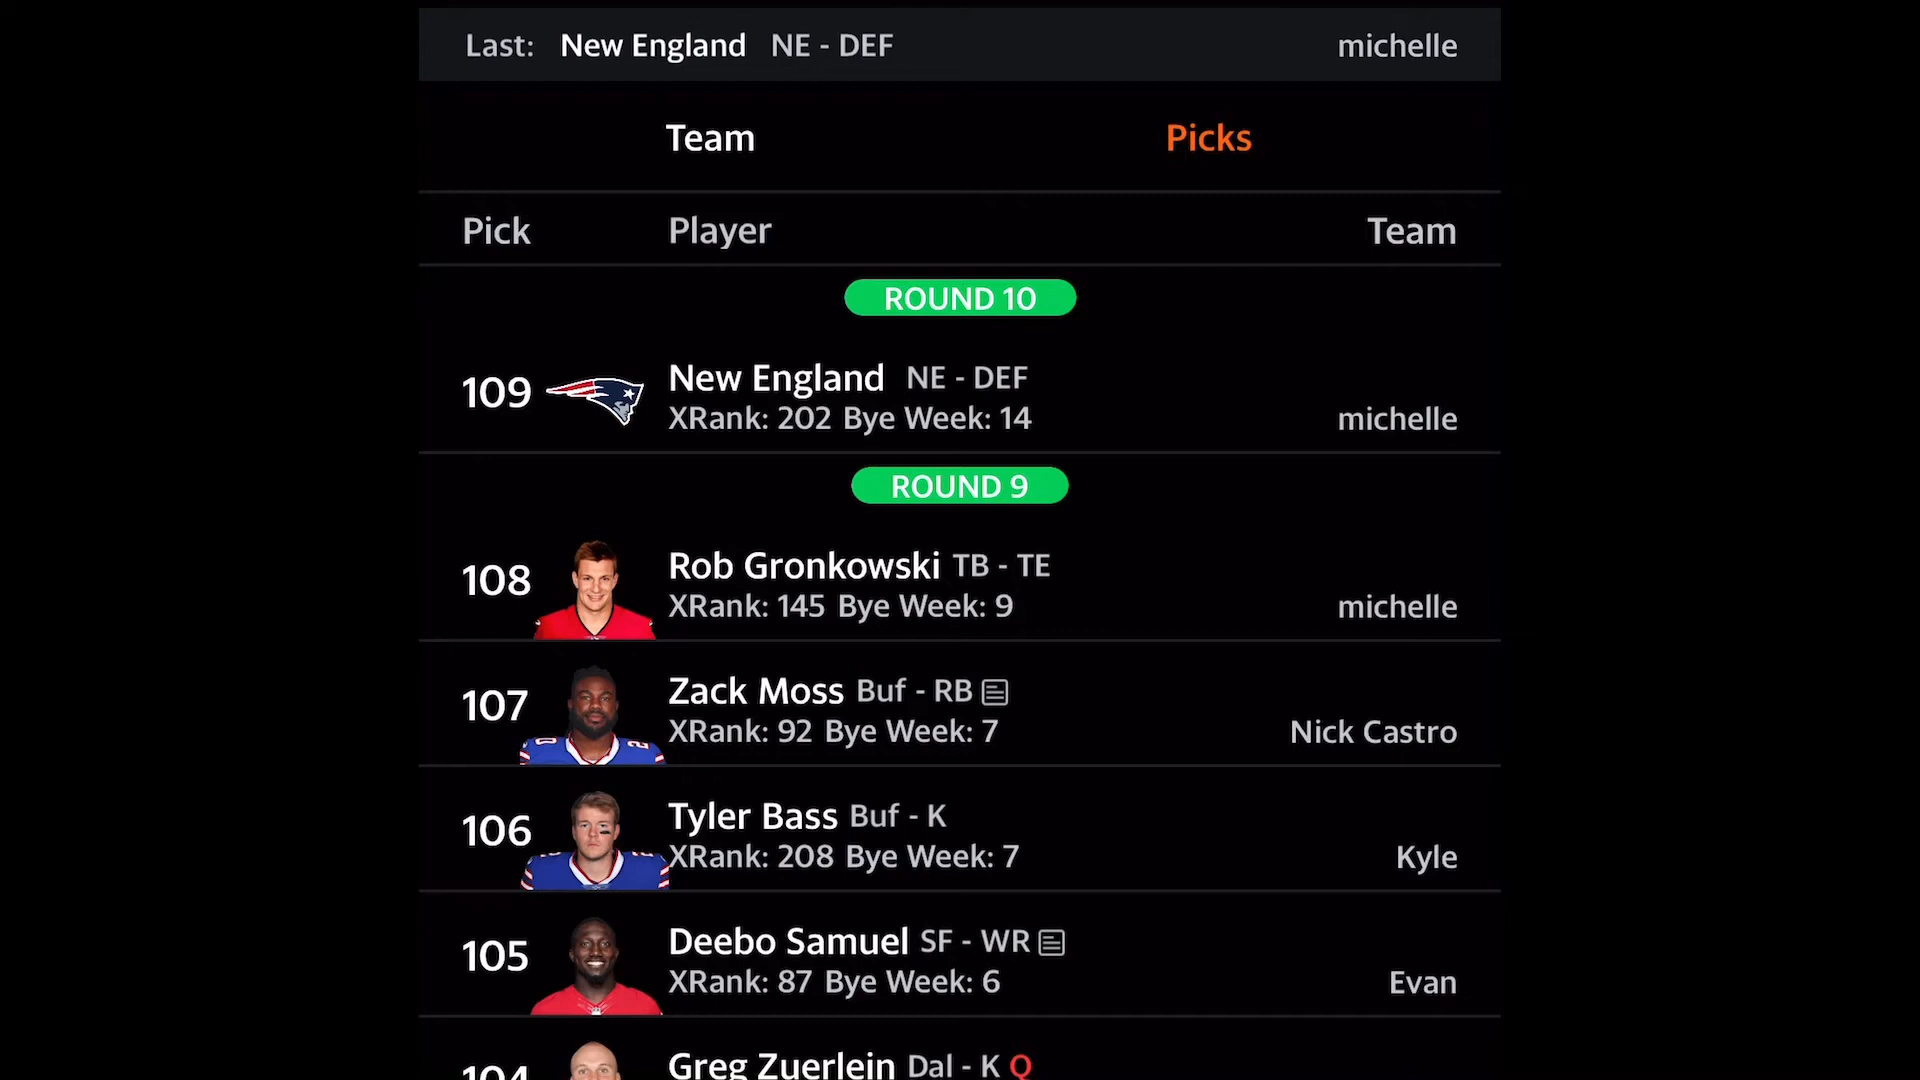 Last: New England NE - DEF michelle
Team Picks
Pick Player Team
ROUND 10
109 New England NE - DEF
XRank: 202 Bye Week: 14 michelle
ROUND 9
108 Rob Gronkowski TB - TE
XRank: 145 Bye Week: 9 michelle
107 Zack Moss Buf - RB
XRank: 92 Bye Week: 7 Nick Castro
106 Tyler Bass Buf - K
XRank: 208 Bye Week: 7 Kyle
105 Deebo Samuel SF - WR
XRank: 87 Bye Week: 6 Evan
104 Greg Zuerlein Dal - K Q